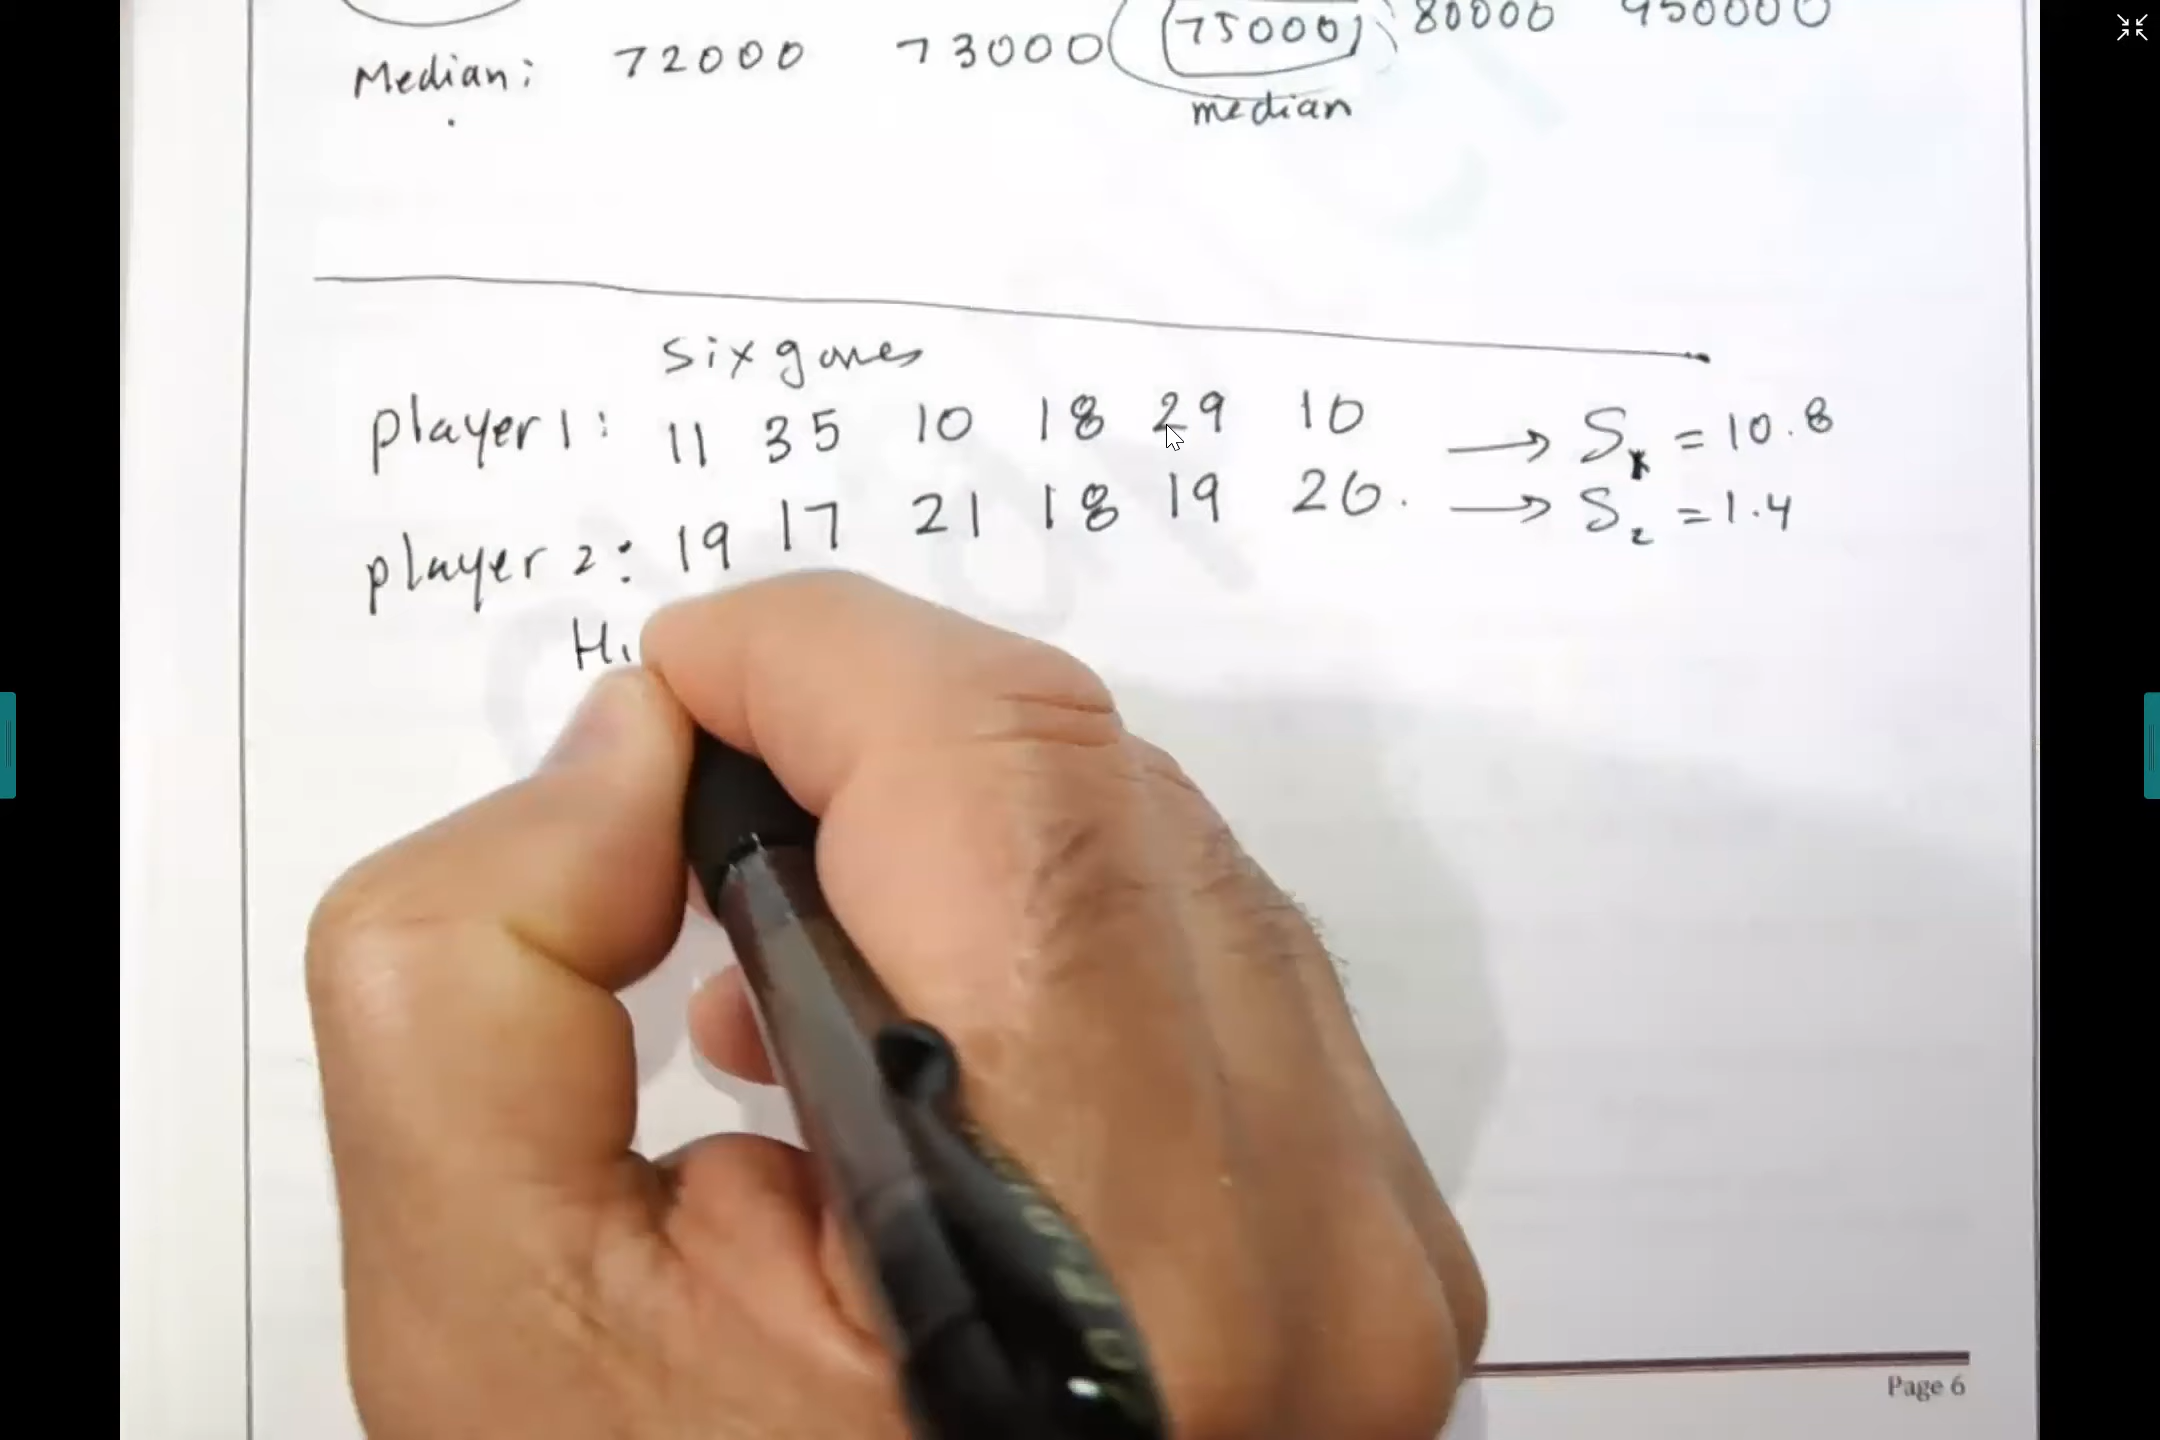 Median: 72000 73000 75000 80000 950000
median
six games
player 1: 11 35 10 18 29 10 → S₁ = 10.8
player 2: 19 17 21 18 19 20. → S₂ = 1.4
Hi
Page 6